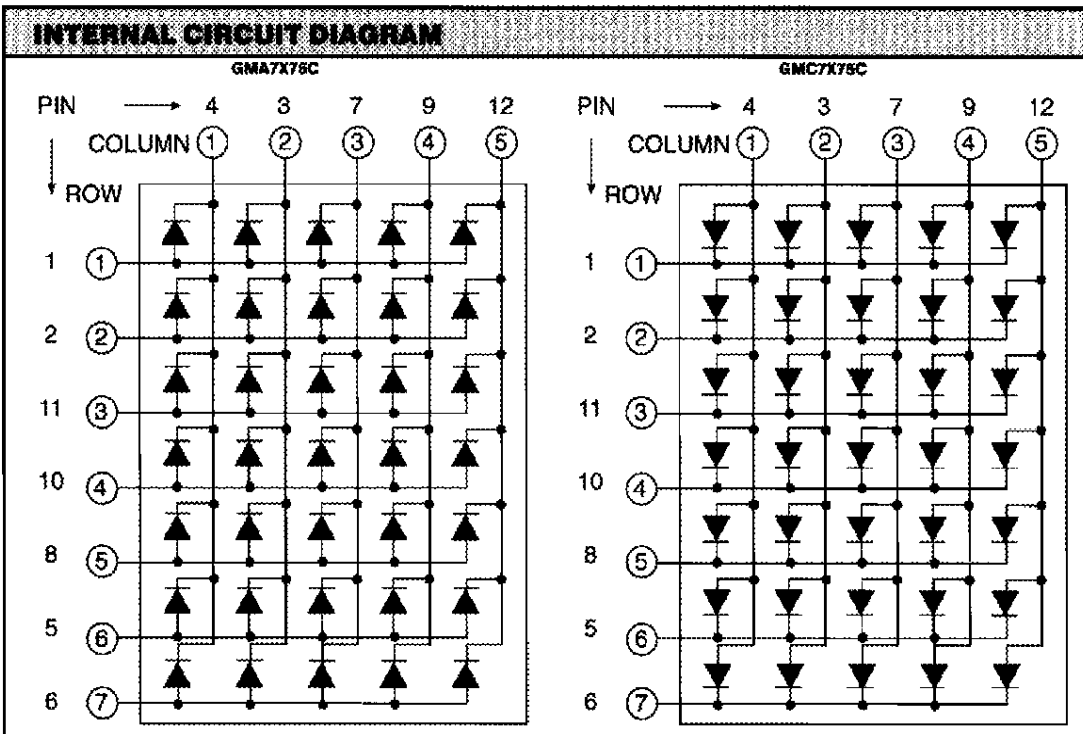 INTERNAL CIRCUIT DIAGRAM
GMA7X75C
PIN 4 3 7 9 12
COLUMN 1 2 3 4 5
ROW
1 1
2 2
11 3
10 4
8 5
5 6
6 7
GMC7X75C
PIN 4 3 7 9 12
COLUMN 1 2 3 4 5
ROW
1 1
2 2
11 3
10 4
8 5
5 6
6 7